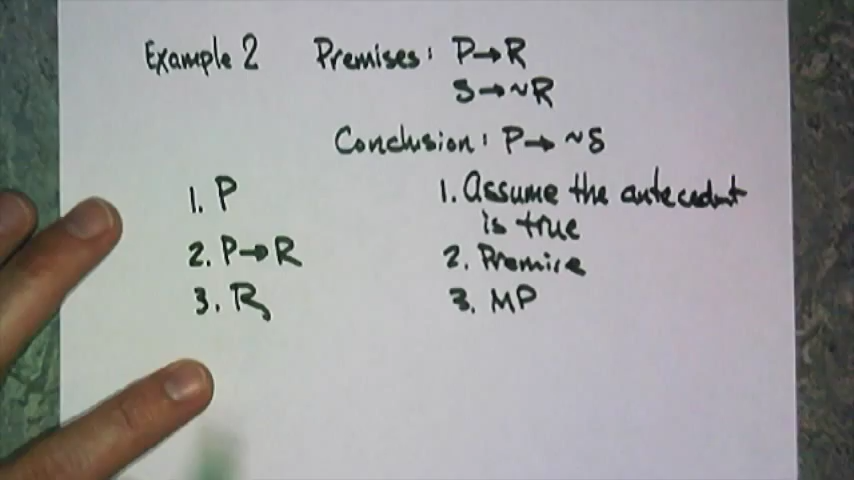 Example 2 Premises: P→R
S→~R
Conclusion: P→ ~S
1. P 1. Assume the antecedent
is true
2. P→R 2. Premise
3. R 3. MP